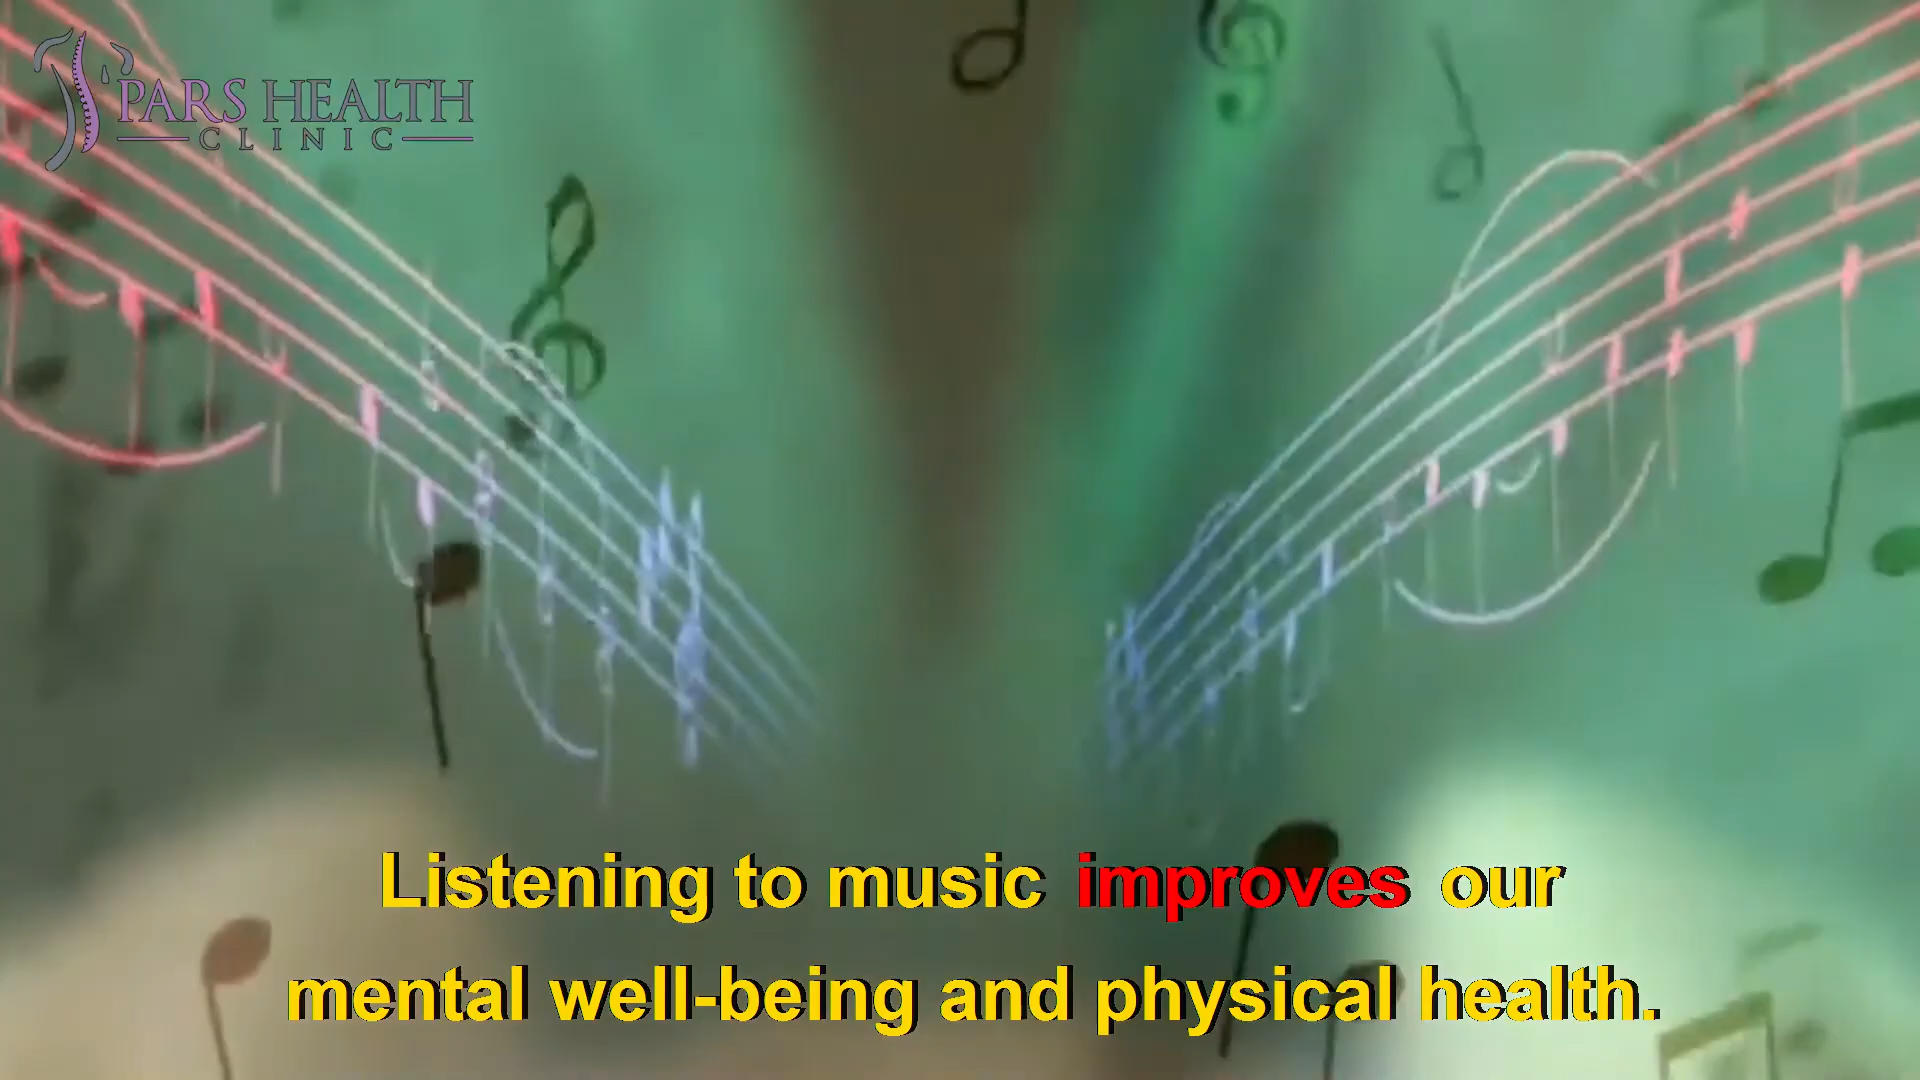 PARS HEALTH
CLINIC
Listening to music improves our
mental well-being and physical health.